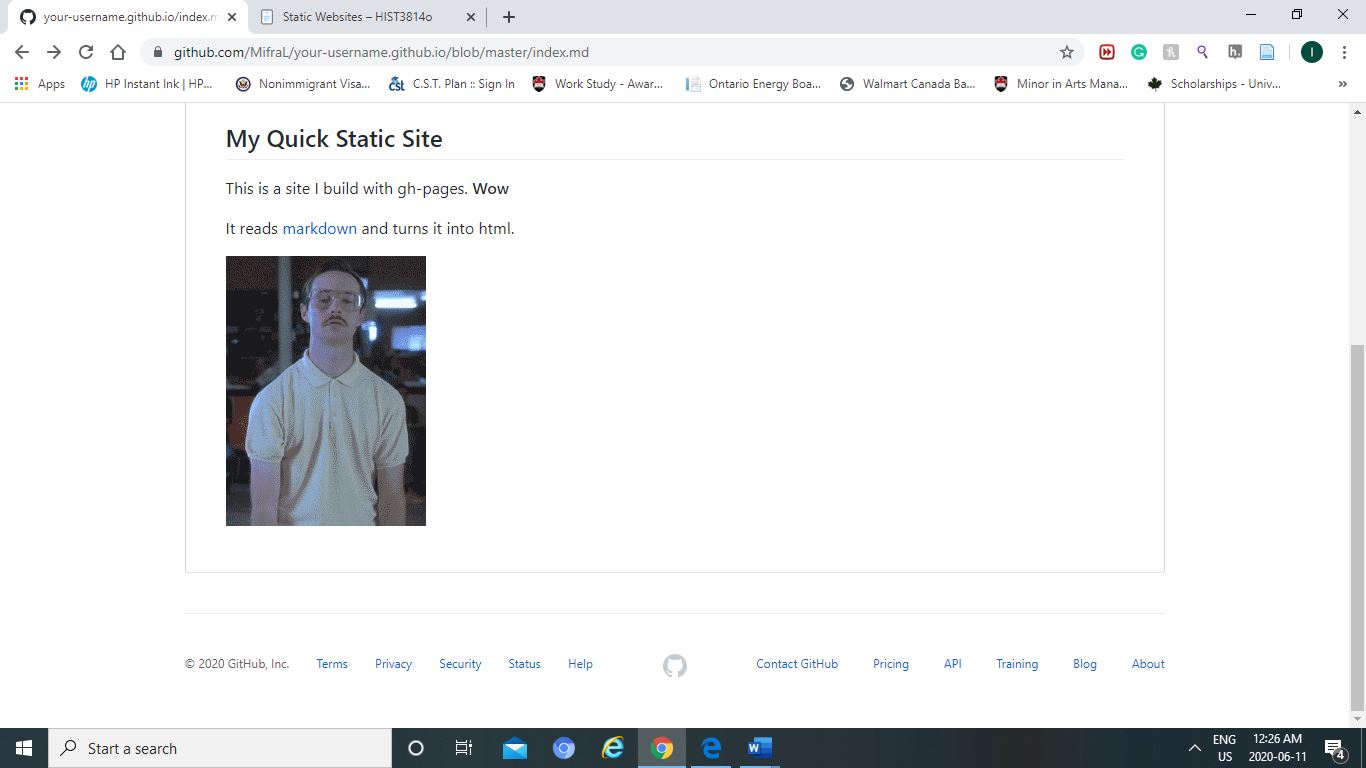 your-username.github.io/index.m
Static Websites – HIST3814o
github.com/MifraL/your-username.github.io/blob/master/index.md
Apps
HP Instant Ink | HP...
Nonimmigrant Visa...
C.S.T. Plan :: Sign In
Work Study - Awar...
Ontario Energy Boa...
Walmart Canada Ba...
Minor in Arts Mana...
Scholarships - Univ...
My Quick Static Site
This is a site I build with gh-pages. Wow
It reads markdown and turns it into html.
© 2020 GitHub, Inc.
Terms
Privacy
Security
Status
Help
Contact GitHub
Pricing
API
Training
Blog
About
Start a search
ENG
US
12:26 AM
2020-06-11
4